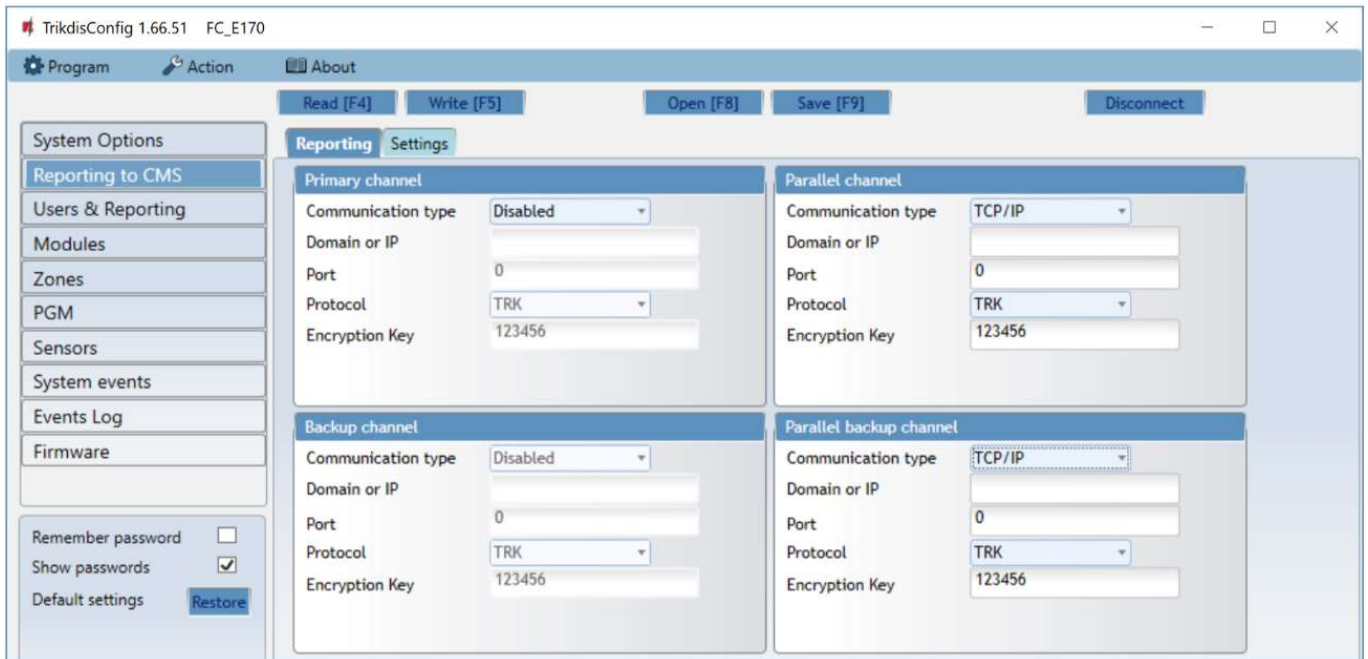 TrikdisConfig 1.66.51 FC_E170
Program Action About
Read [F4] Write [F5] Open [F8] Save [F9] Disconnect
System Options
Reporting to CMS
Users & Reporting
Modules
Zones
PGM
Sensors
System events
Events Log
Firmware
Remember password
Show passwords
Default settings Restore
Reporting Settings
Primary channel
Communication type Disabled
Domain or IP
Port 0
Protocol TRK
Encryption Key 123456
Parallel channel
Communication type TCP/IP
Domain or IP
Port 0
Protocol TRK
Encryption Key 123456
Backup channel
Communication type Disabled
Domain or IP
Port 0
Protocol TRK
Encryption Key 123456
Parallel backup channel
Communication type TCP/IP
Domain or IP
Port 0
Protocol TRK
Encryption Key 123456